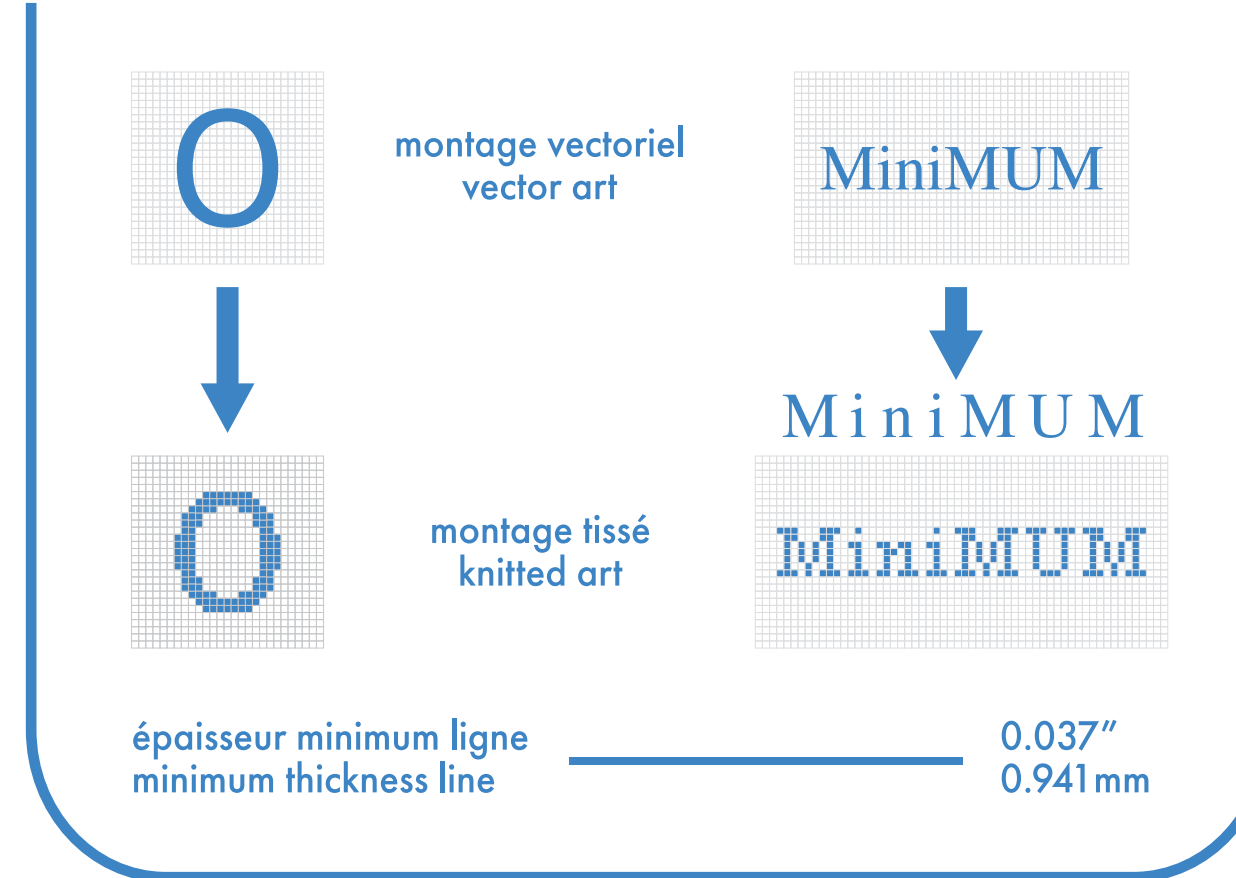 O
montage vectoriel
vector art
MiniMUM
MiniMUM
O
montage tissé
knitted art
MiniMUM
épaisseur minimum ligne
minimum thickness line
0.037″
0.941mm